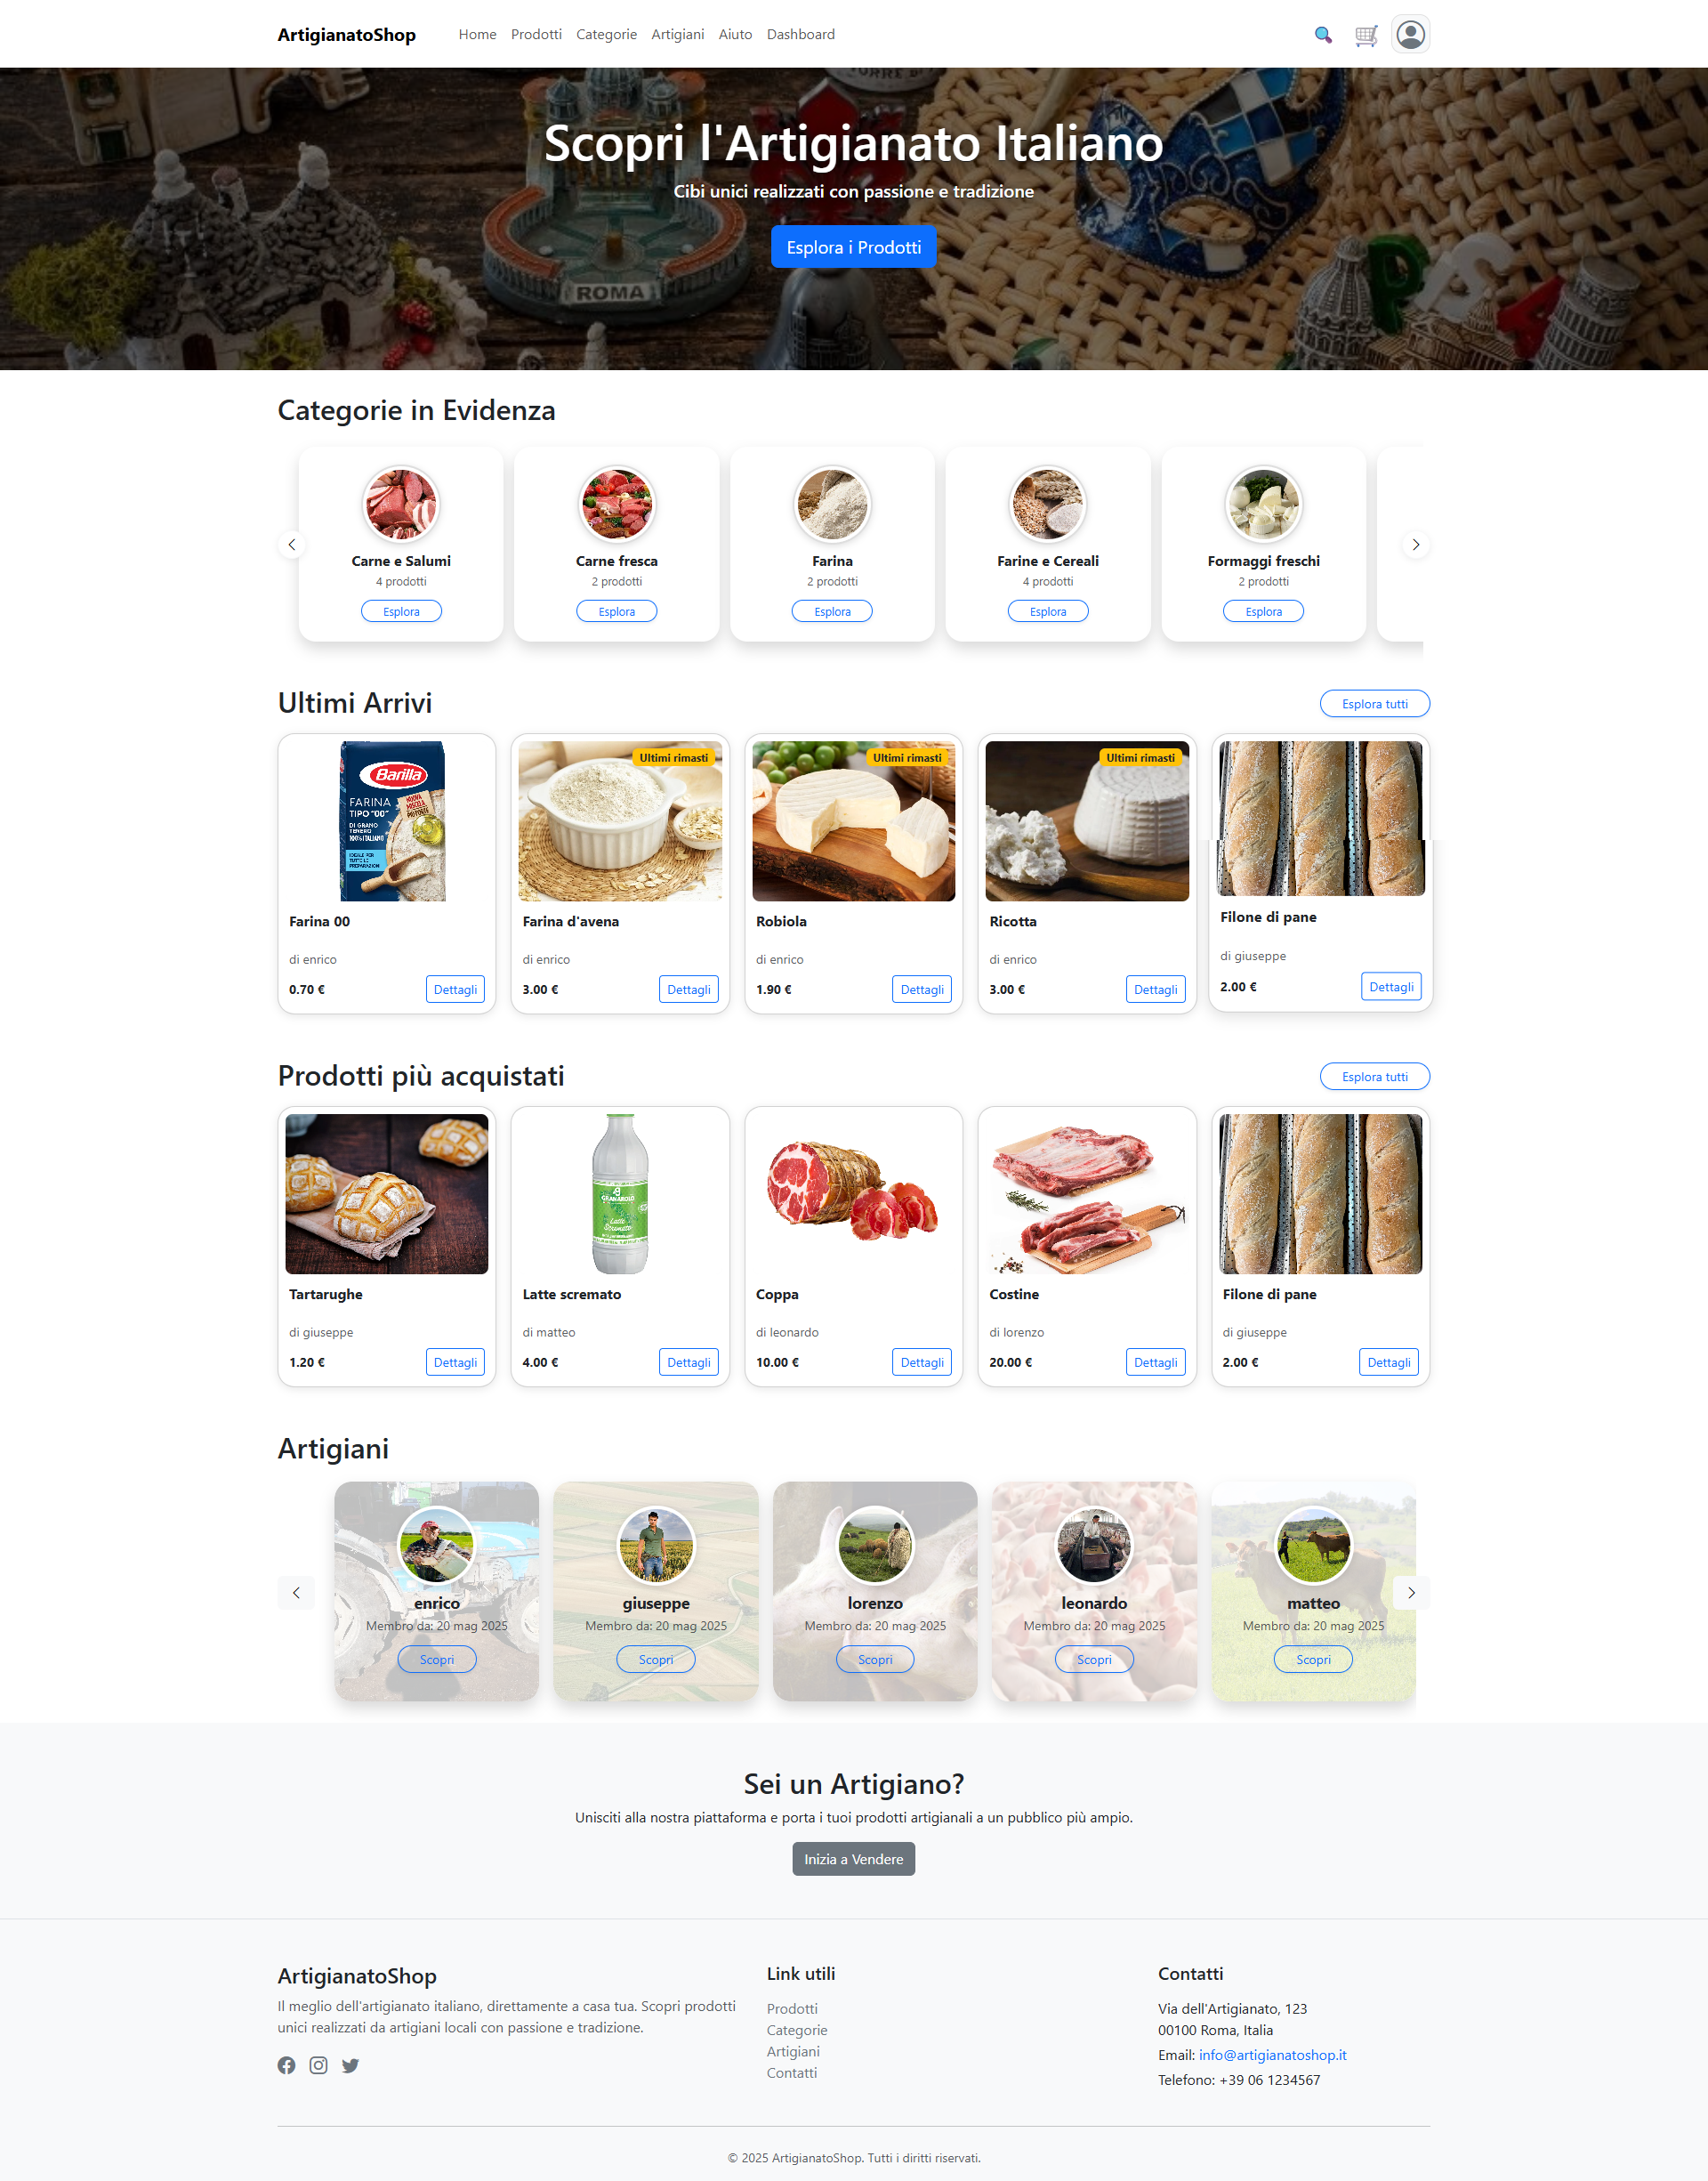 ArtigianatoShop Home Prodotti Categorie Artigiani Aiuto Dashboard
Scopri l'Artigianato Italiano
Cibi unici realizzati con passione e tradizione
Esplora i Prodotti
ROMA
Categorie in Evidenza
Carne e Salumi
4 prodotti
Esplora
Carne fresca
2 prodotti
Esplora
Farina
2 prodotti
Esplora
Farine e Cereali
4 prodotti
Esplora
Formaggi freschi
2 prodotti
Esplora
Ultimi Arrivi
Esplora tutti
Barilla
FARINA
TIPO "00"
DI GRANO
TENERO
100% ITALIANO
Farina 00
di enrico
0.70 € Dettagli
Ultimi rimasti
Farina d'avena
di enrico
3.00 € Dettagli
Ultimi rimasti
Robiola
di enrico
1.90 € Dettagli
Ultimi rimasti
Ricotta
di enrico
3.00 € Dettagli
Filone di pane
di giuseppe
2.00 € Dettagli
Prodotti più acquistati
Esplora tutti
Tartarughe
di giuseppe
1.20 € Dettagli
GRANAROLO
Latte
Scremato
Latte scremato
di matteo
4.00 € Dettagli
Coppa
di leonardo
10.00 € Dettagli
Costine
di lorenzo
20.00 € Dettagli
Filone di pane
di giuseppe
2.00 € Dettagli
Artigiani
enrico
Membro da: 20 mag 2025
Scopri
giuseppe
Membro da: 20 mag 2025
Scopri
lorenzo
Membro da: 20 mag 2025
Scopri
leonardo
Membro da: 20 mag 2025
Scopri
matteo
Membro da: 20 mag 2025
Scopri
Sei un Artigiano?
Unisciti alla nostra piattaforma e porta i tuoi prodotti artigianali a un pubblico più ampio.
Inizia a Vendere
ArtigianatoShop
Il meglio dell'artigianato italiano, direttamente a casa tua. Scopri prodotti
unici realizzati da artigiani locali con passione e tradizione.
Link utili
Prodotti
Categorie
Artigiani
Contatti
Contatti
Via dell'Artigianato, 123
00100 Roma, Italia
Email: info@artigianatoshop.it
Telefono: +39 06 1234567
© 2025 ArtigianatoShop. Tutti i diritti riservati.